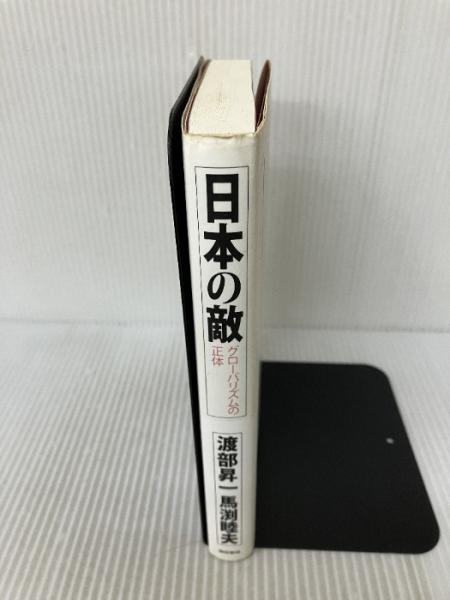 日本の敵
グローバリズムの
正体
渡部昇一
馬渕睦夫